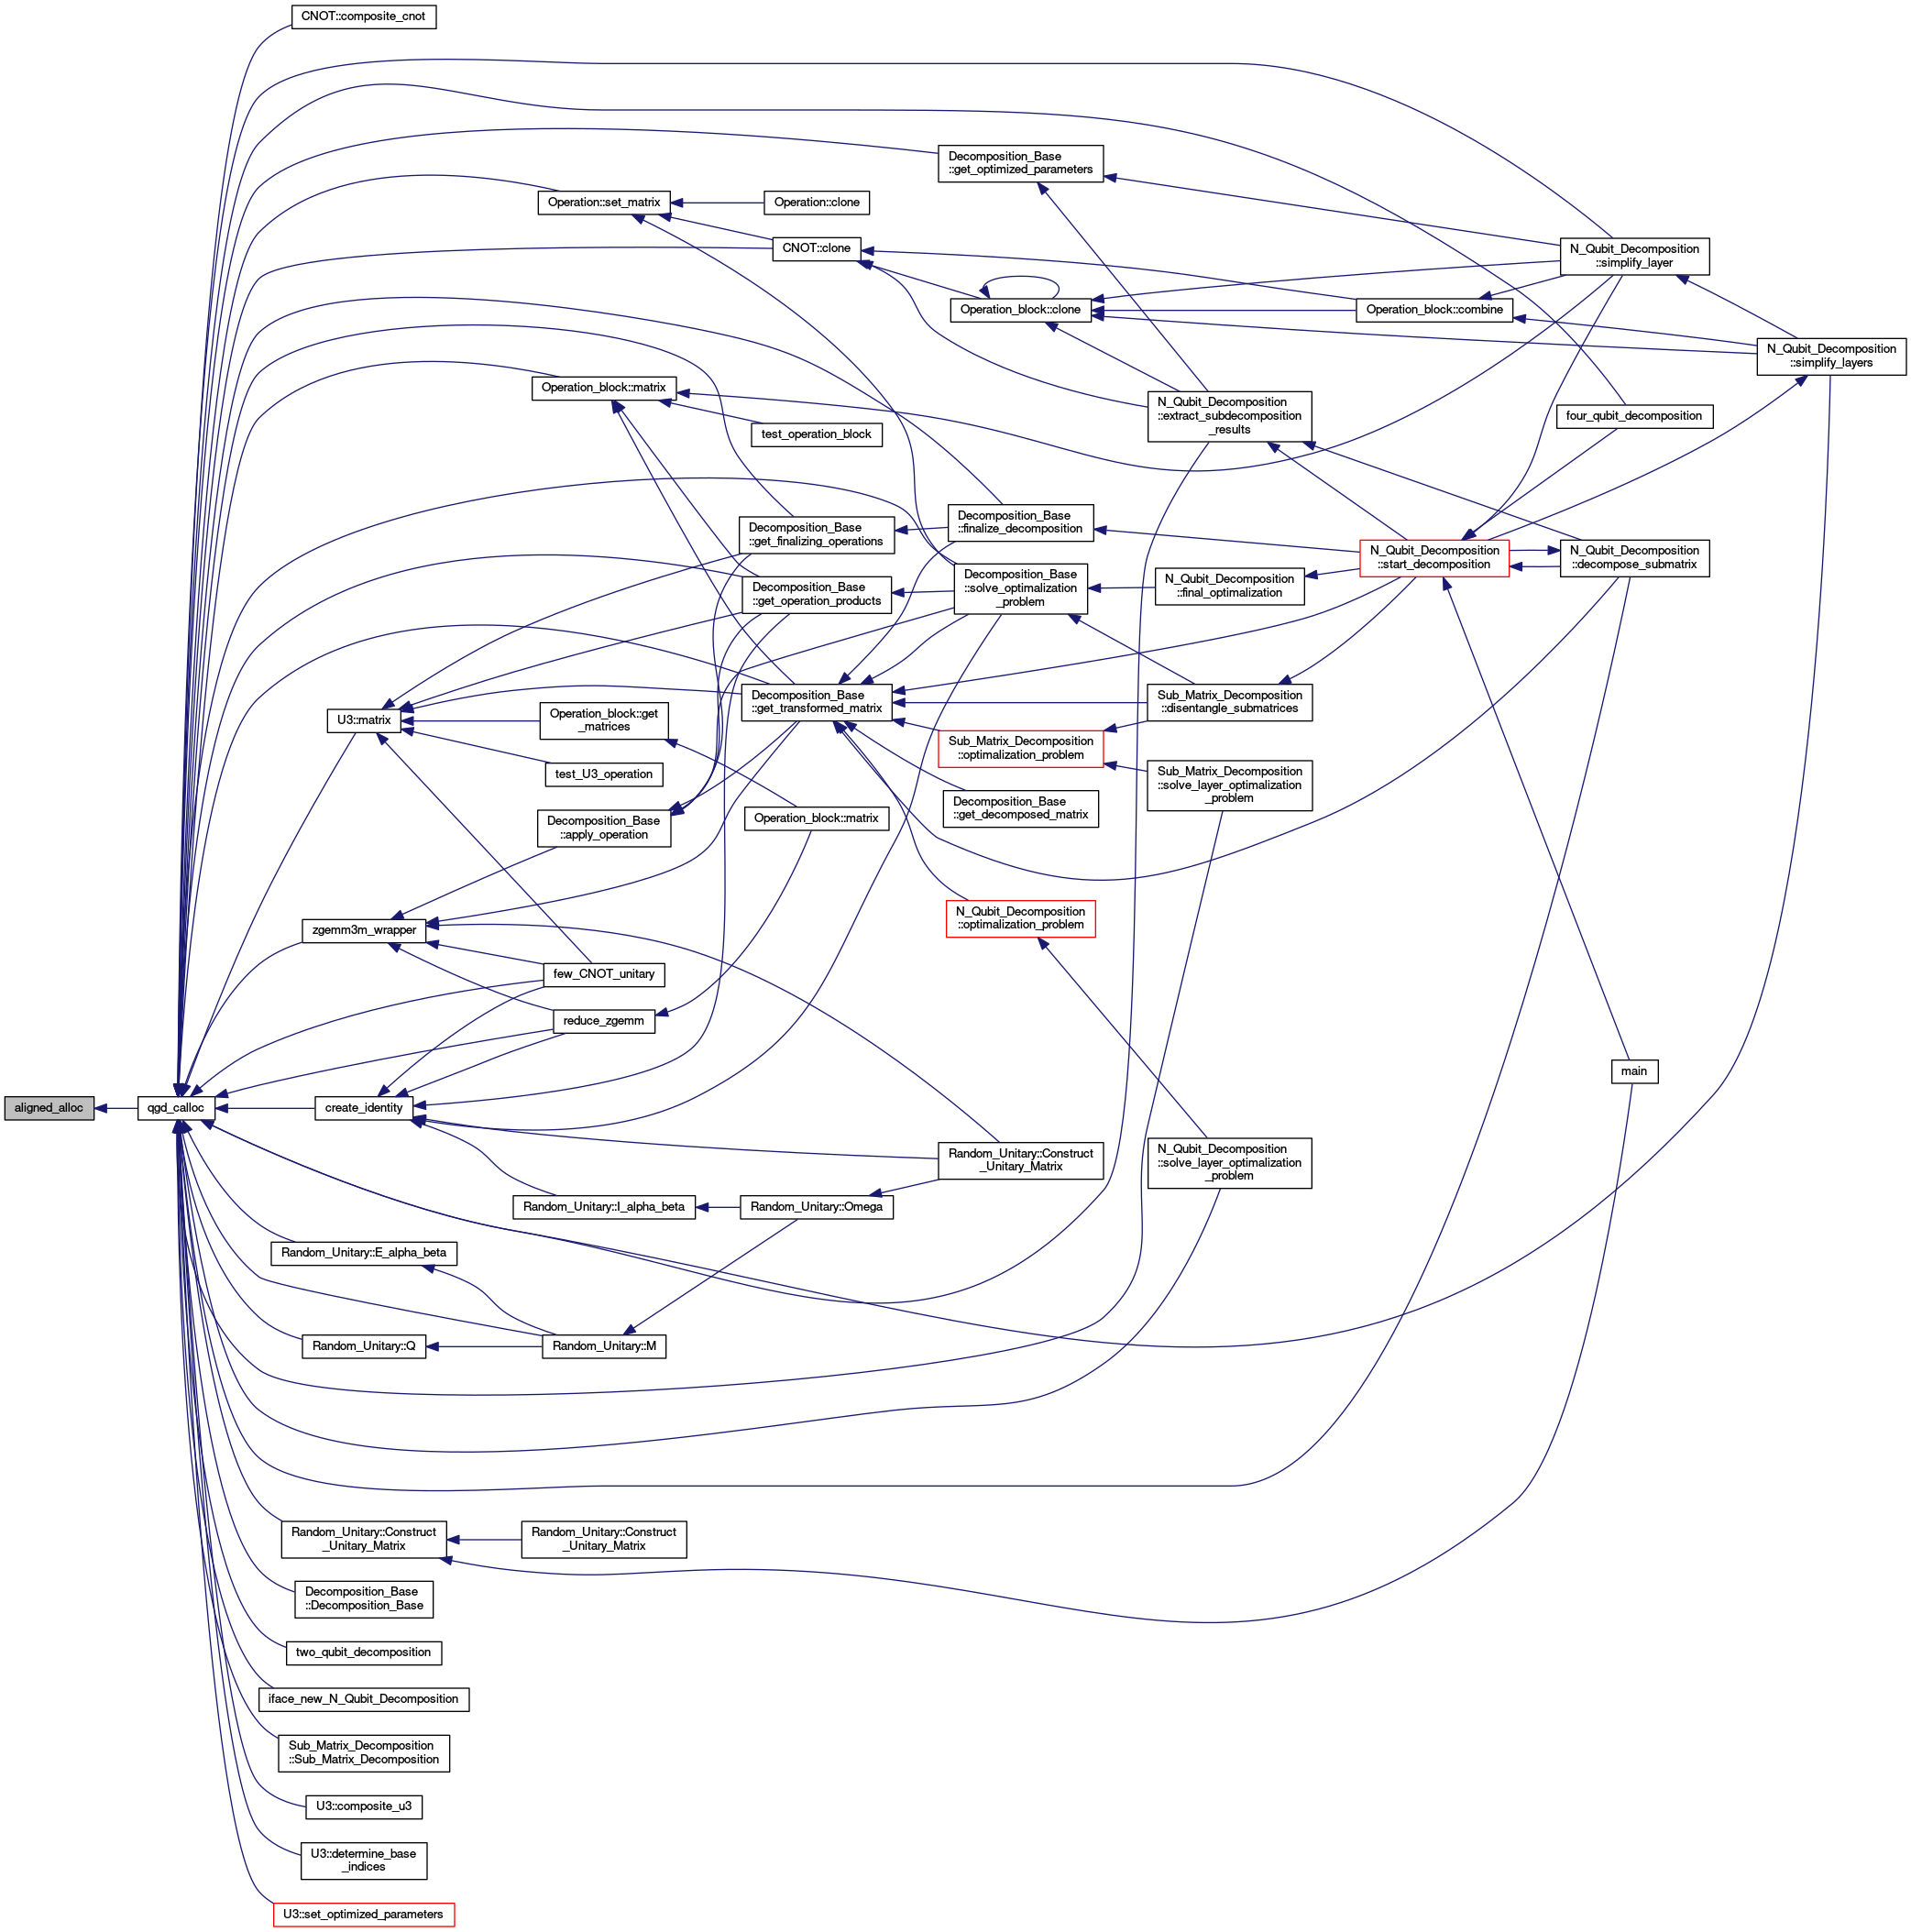 CNOT::composite_cnot
Decomposition_Base
::get_optimized_parameters
Operation::set_matrix
Operation::clone
CNOT::clone
N_Qubit_Decomposition
::simplify_layer
Operation_block::clone
Operation_block::combine
N_Qubit_Decomposition
::simplify_layers
Operation_block::matrix
N_Qubit_Decomposition
::extract_subdecomposition
_results
four_qubit_decomposition
test_operation_block
Decomposition_Base
::get_finalizing_operations
Decomposition_Base
::finalize_decomposition
N_Qubit_Decomposition
::start_decomposition
N_Qubit_Decomposition
::decompose_submatrix
Decomposition_Base
::get_operation_products
Decomposition_Base
::solve_optimalization
_problem
N_Qubit_Decomposition
::final_optimalization
U3::matrix
Operation_block::get
_matrices
Decomposition_Base
::get_transformed_matrix
Sub_Matrix_Decomposition
::disentangle_submatrices
Sub_Matrix_Decomposition
::optimalization_problem
test_U3_operation
Sub_Matrix_Decomposition
::solve_layer_optimalization
_problem
Decomposition_Base
::get_decomposed_matrix
Decomposition_Base
::apply_operation
Operation_block::matrix
zgemm3m_wrapper
N_Qubit_Decomposition
::optimalization_problem
few_CNOT_unitary
reduce_zgemm
main
aligned_alloc
qgd_calloc
create_identity
Random_Unitary::Construct
_Unitary_Matrix
N_Qubit_Decomposition
::solve_layer_optimalization
_problem
Random_Unitary::I_alpha_beta
Random_Unitary::Omega
Random_Unitary::E_alpha_beta
Random_Unitary::Q
Random_Unitary::M
Random_Unitary::Construct
_Unitary_Matrix
Random_Unitary::Construct
_Unitary_Matrix
Decomposition_Base
::Decomposition_Base
two_qubit_decomposition
iface_new_N_Qubit_Decomposition
Sub_Matrix_Decomposition
::Sub_Matrix_Decomposition
U3::composite_u3
U3::determine_base
_indices
U3::set_optimized_parameters